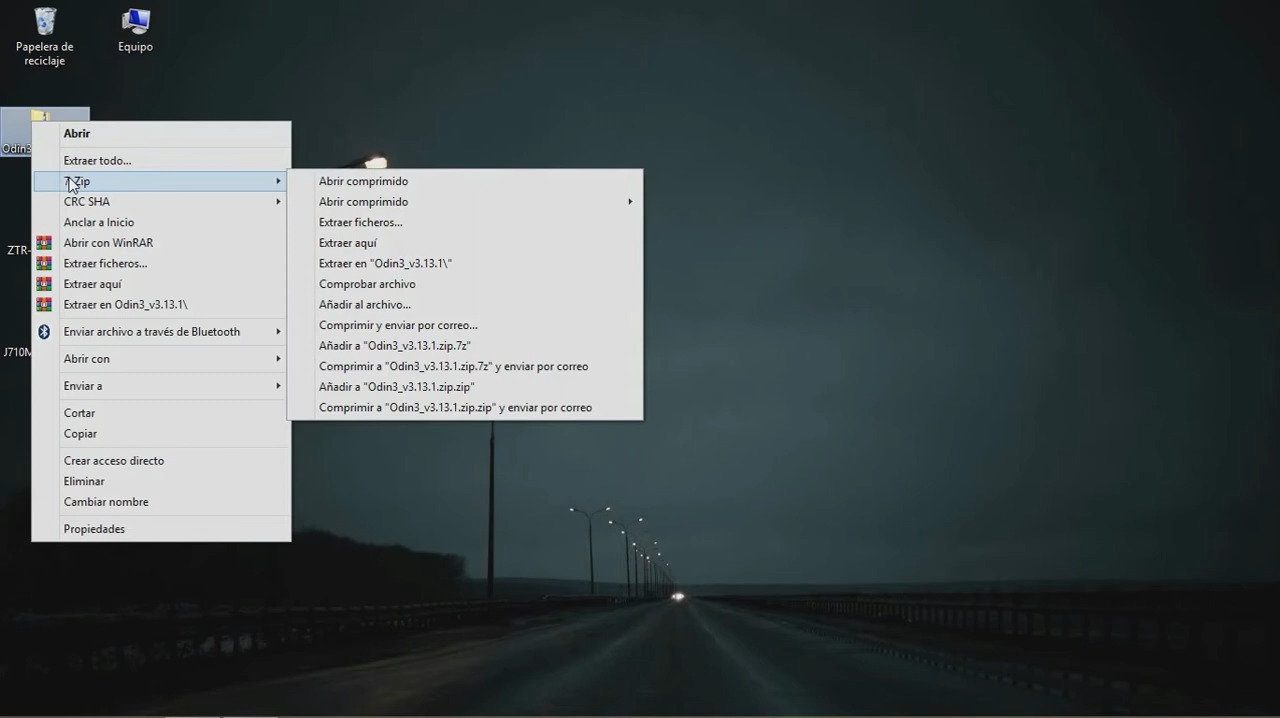 Papelera de
reciclaje
Equipo
Odin3
Abrir
Extraer todo...
7-Zip
CRC SHA
Anclar a Inicio
Abrir con WinRAR
Extraer ficheros...
Extraer aquí
Extraer en Odin3_v3.13.1\
Enviar archivo a través de Bluetooth
Abrir con
Enviar a
Cortar
Copiar
Crear acceso directo
Eliminar
Cambiar nombre
Propiedades
Abrir comprimido
Abrir comprimido
Extraer ficheros...
Extraer aquí
Extraer en "Odin3_v3.13.1\"
Comprobar archivo
Añadir al archivo...
Comprimir y enviar por correo...
Añadir a "Odin3_v3.13.1.zip.7z"
Comprimir a "Odin3_v3.13.1.zip.7z" y enviar por correo
Añadir a "Odin3_v3.13.1.zip.zip"
Comprimir a "Odin3_v3.13.1.zip.zip" y enviar por correo
ZTR-
J710M